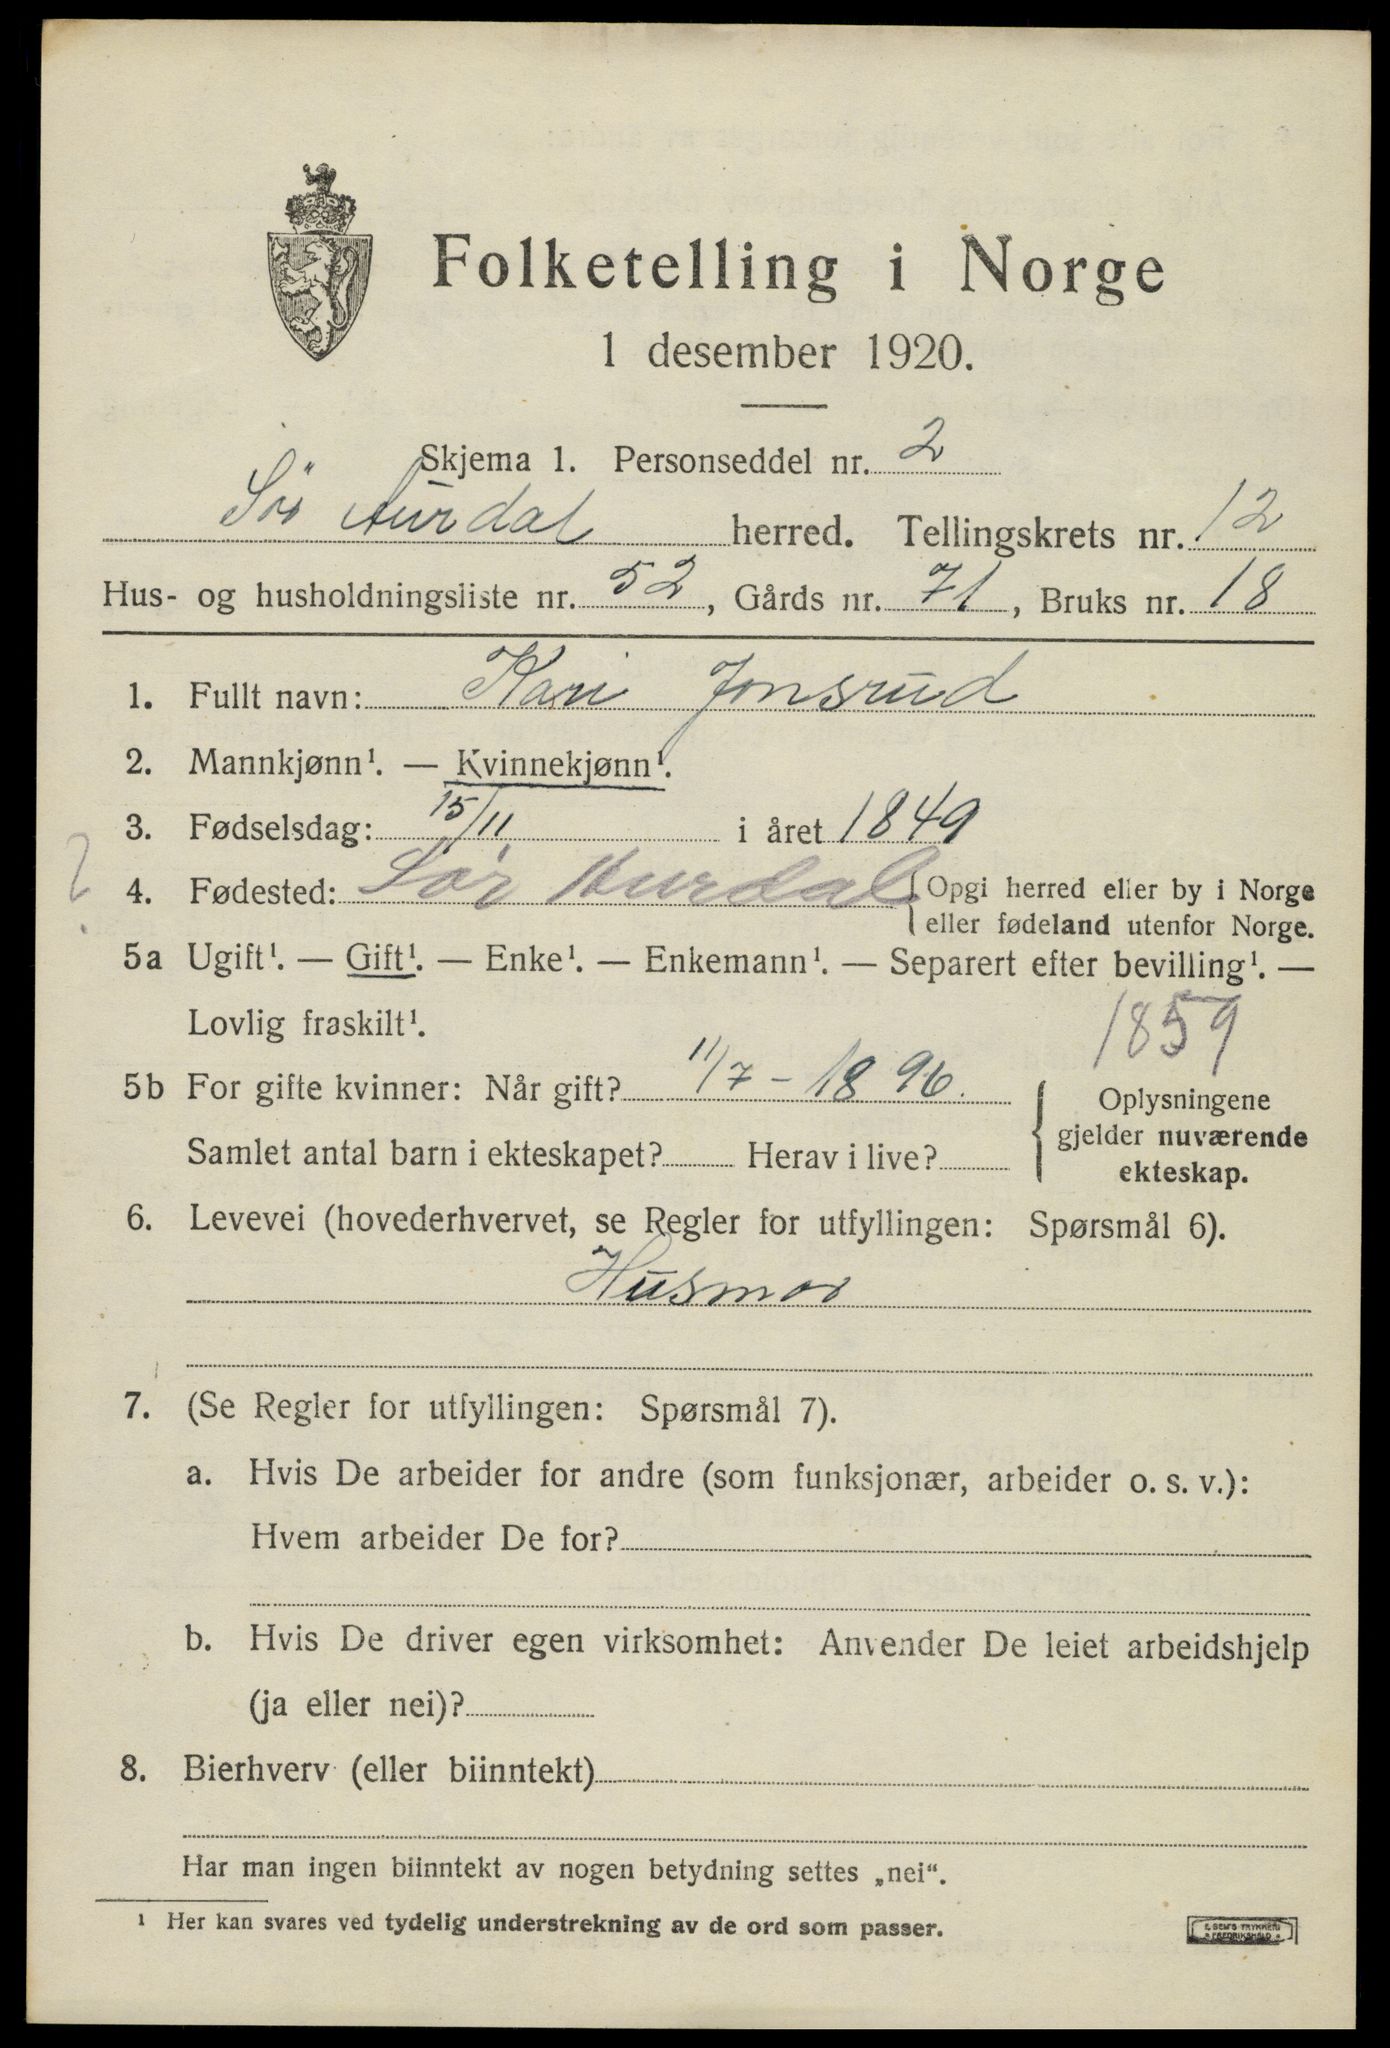 Folketelling i Norge
1 desember 1920.
Skjema 1. Personseddel nr. 2
Sör Aurdal herred. Tellingskrets nr. 12
Hus- og husholdningsliste nr. 52, Gårds nr. 71, Bruks nr. 18
1. Fullt navn: Kari Jonsrud
2. Mannkjønn¹. — Kvinnekjønn¹.
3. Fødselsdag: 15/11 i året 1849
? 4. Fødested: Sör Aurdal { Opgi herred eller by i Norge
eller fødeland utenfor Norge.
5a Ugift¹. — Gift¹. — Enke¹. — Enkemann¹. — Separert efter bevilling¹. —
Lovlig fraskilt¹.
1859
5b For gifte kvinner: Når gift? 11/7 - 1896.
Samlet antal barn i ekteskapet? Herav i live?
{ Oplysningene
gjelder nuværende
ekteskap.
6. Levevei (hovederhvervet, se Regler for utfyllingen: Spørsmål 6).
Husmor
7. (Se Regler for utfyllingen: Spørsmål 7).
a. Hvis De arbeider for andre (som funksjonær, arbeider o. s. v.):
Hvem arbeider De for?
b. Hvis De driver egen virksomhet: Anvender De leiet arbeidshjelp
(ja eller nei)?
8. Bierhverv (eller biinntekt)
Har man ingen biinntekt av nogen betydning settes „nei“.
¹ Her kan svares ved tydelig understrekning av de ord som passer.
E. SEM'S TRYKKERI
FREDRIKSHALD